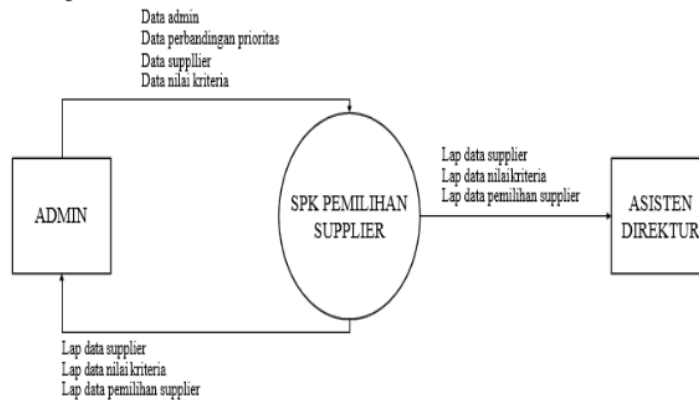 Data admin
Data perbandingan prioritas
Data suppllier
Data nilai kriteria
ADMIN
SPK PEMILIHAN
SUPPLIER
Lap data supplier
Lap data nilaikriteria
Lap data pemilihan supplier
ASISTEN
DIREKTUR
Lap data supplier
Lap data nilai kriteria
Lap data pemilihan supplier